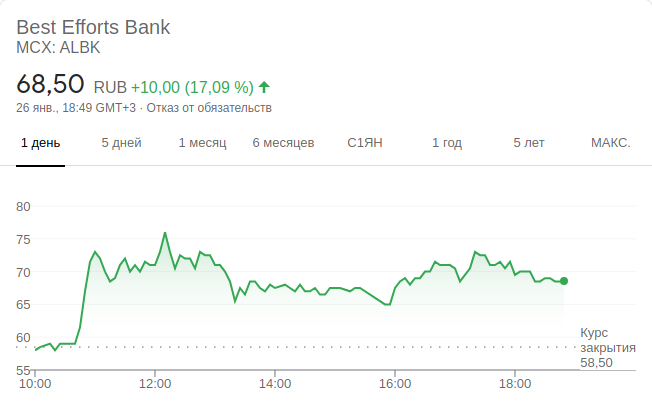 Best Efforts Bank
MCX: ALBK
68,50 RUB +10,00 (17,09 %)
26 янв., 18:49 GMT+3 · Отказ от обязательств
1 день 5 дней 1 месяц 6 месяцев С1ЯН 1 год 5 лет МАКС.
80
75
70
65
60
Курс
закрытия
58,50
55
10:00 12:00 14:00 16:00 18:00